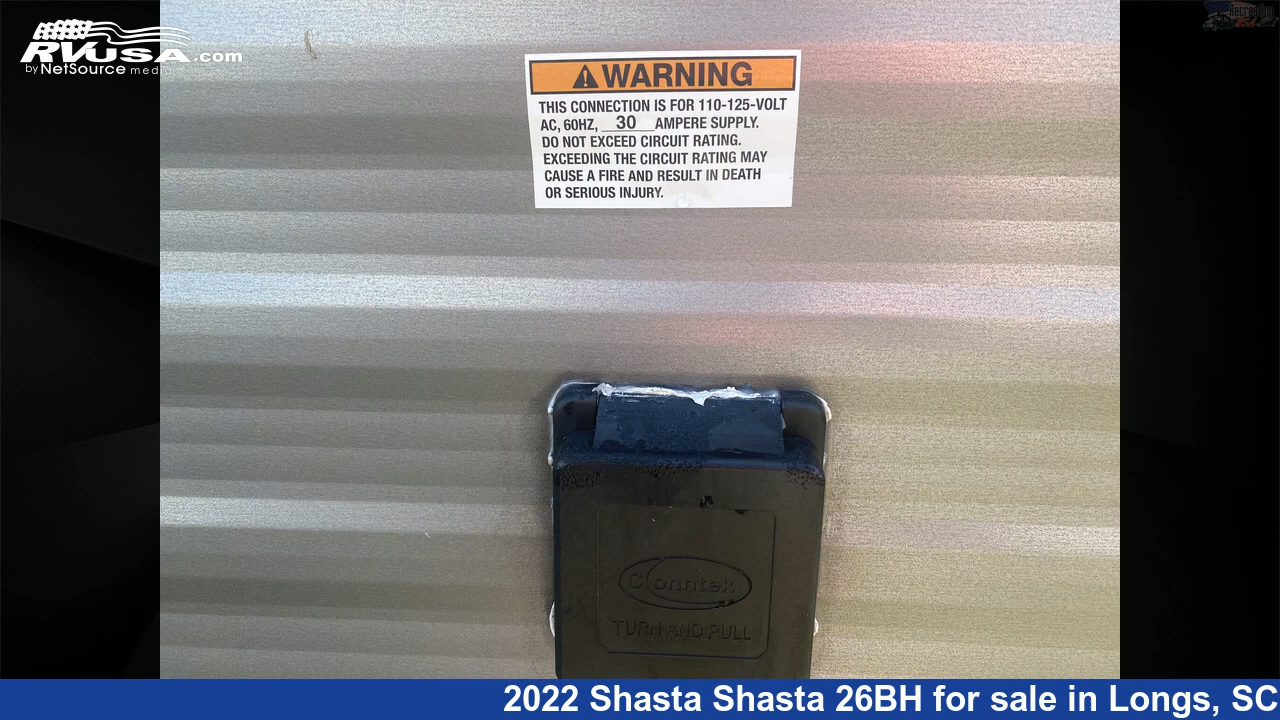 RVUSA.com
by NetSource media
Recreation
WARNING
THIS CONNECTION IS FOR 110-125-VOLT
AC, 60HZ, 30 AMPERE SUPPLY.
DO NOT EXCEED CIRCUIT RATING.
EXCEEDING THE CIRCUIT RATING MAY
CAUSE A FIRE AND RESULT IN DEATH
OR SERIOUS INJURY.
Conntek
TURN AND PULL
2022 Shasta Shasta 26BH for sale in Longs, SC